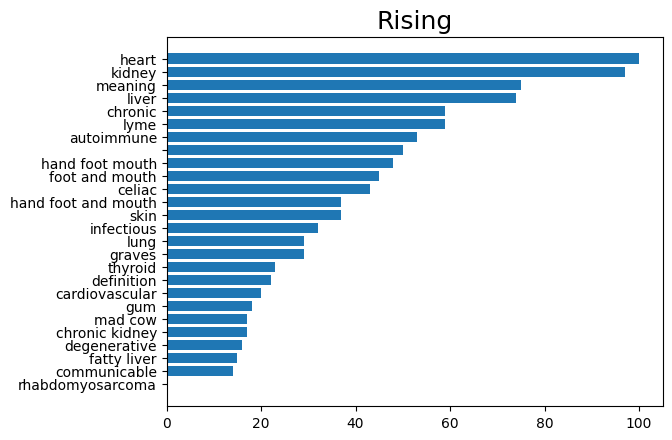 Rising
heart
kidney
meaning
liver
chronic
lyme
autoimmune
hand foot mouth
foot and mouth
celiac
hand foot and mouth
skin
infectious
lung
graves
thyroid
definition
cardiovascular
gum
mad cow
chronic kidney
degenerative
fatty liver
communicable
rhabdomyosarcoma
0 20 40 60 80 100